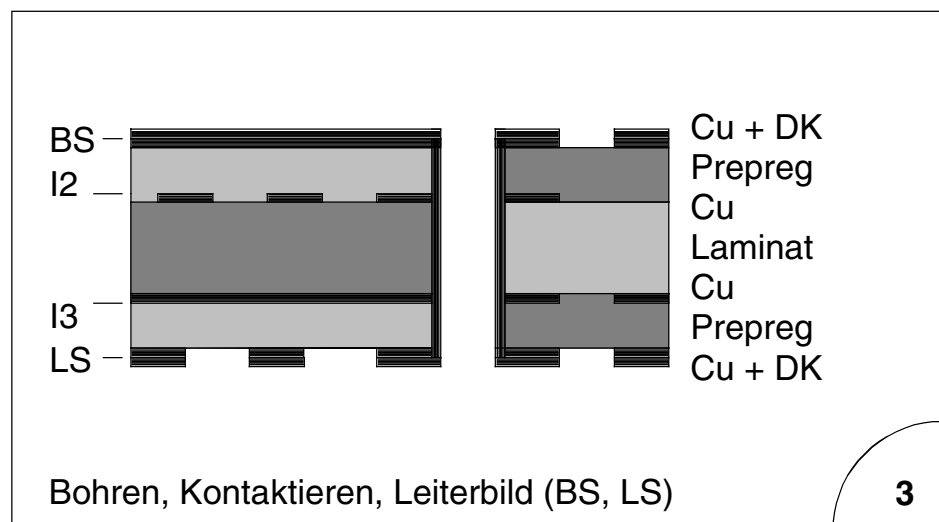 BS
I2
I3
LS
Cu + DK
Prepreg
Cu
Laminat
Cu
Prepreg
Cu + DK
Bohren, Kontaktieren, Leiterbild (BS, LS)
3